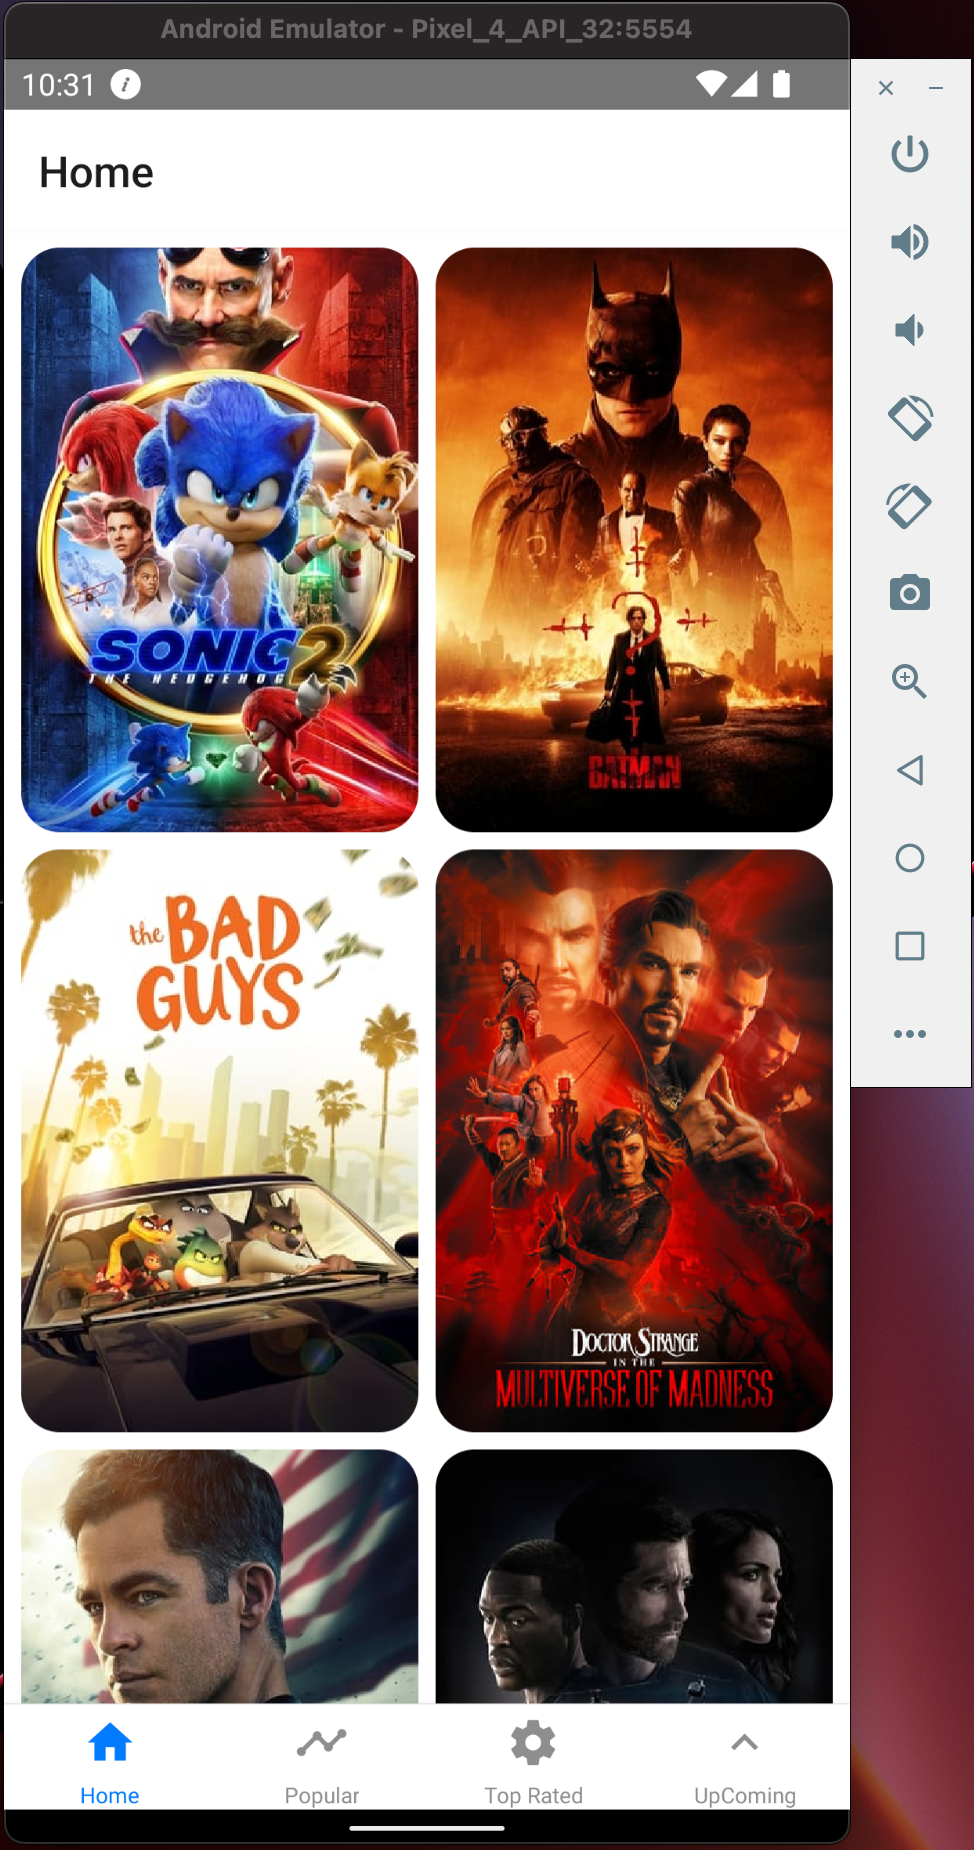 Android Emulator - Pixel_4_API_32:5554
10:31
Home
SONIC 2
THE HEDGEHOG
THE BATMAN
the BAD
GUYS
DOCTOR STRANGE
IN THE
MULTIVERSE OF MADNESS
Home
Popular
Top Rated
UpComing